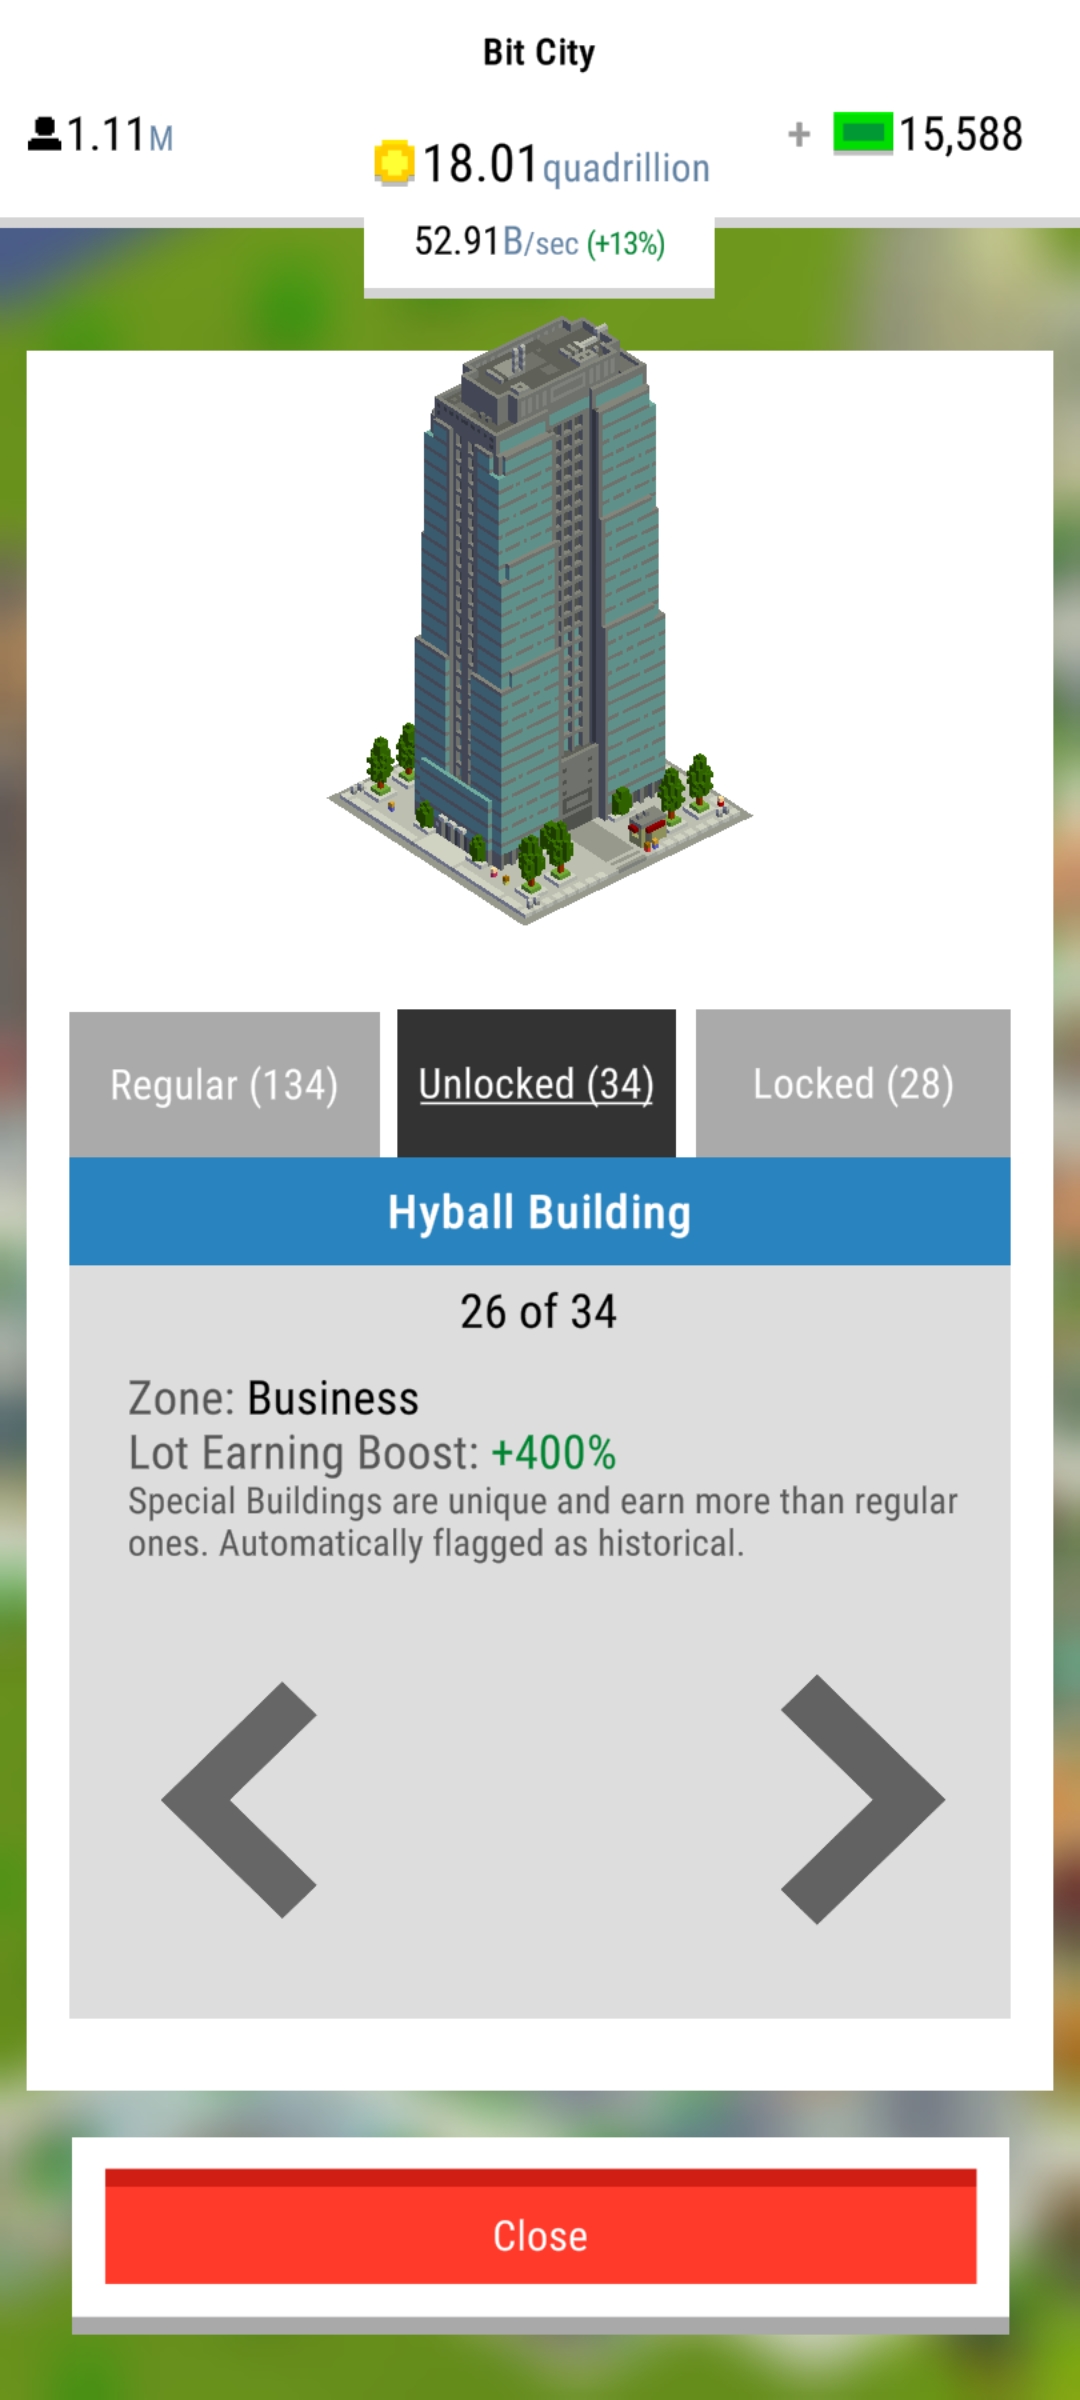 Bit City
1.11M
18.01quadrillion
+ 15,588
52.91B/sec (+13%)
Regular (134)
Unlocked (34)
Locked (28)
Hyball Building
26 of 34
Zone: Business
Lot Earning Boost: +400%
Special Buildings are unique and earn more than regular
ones. Automatically flagged as historical.
Close